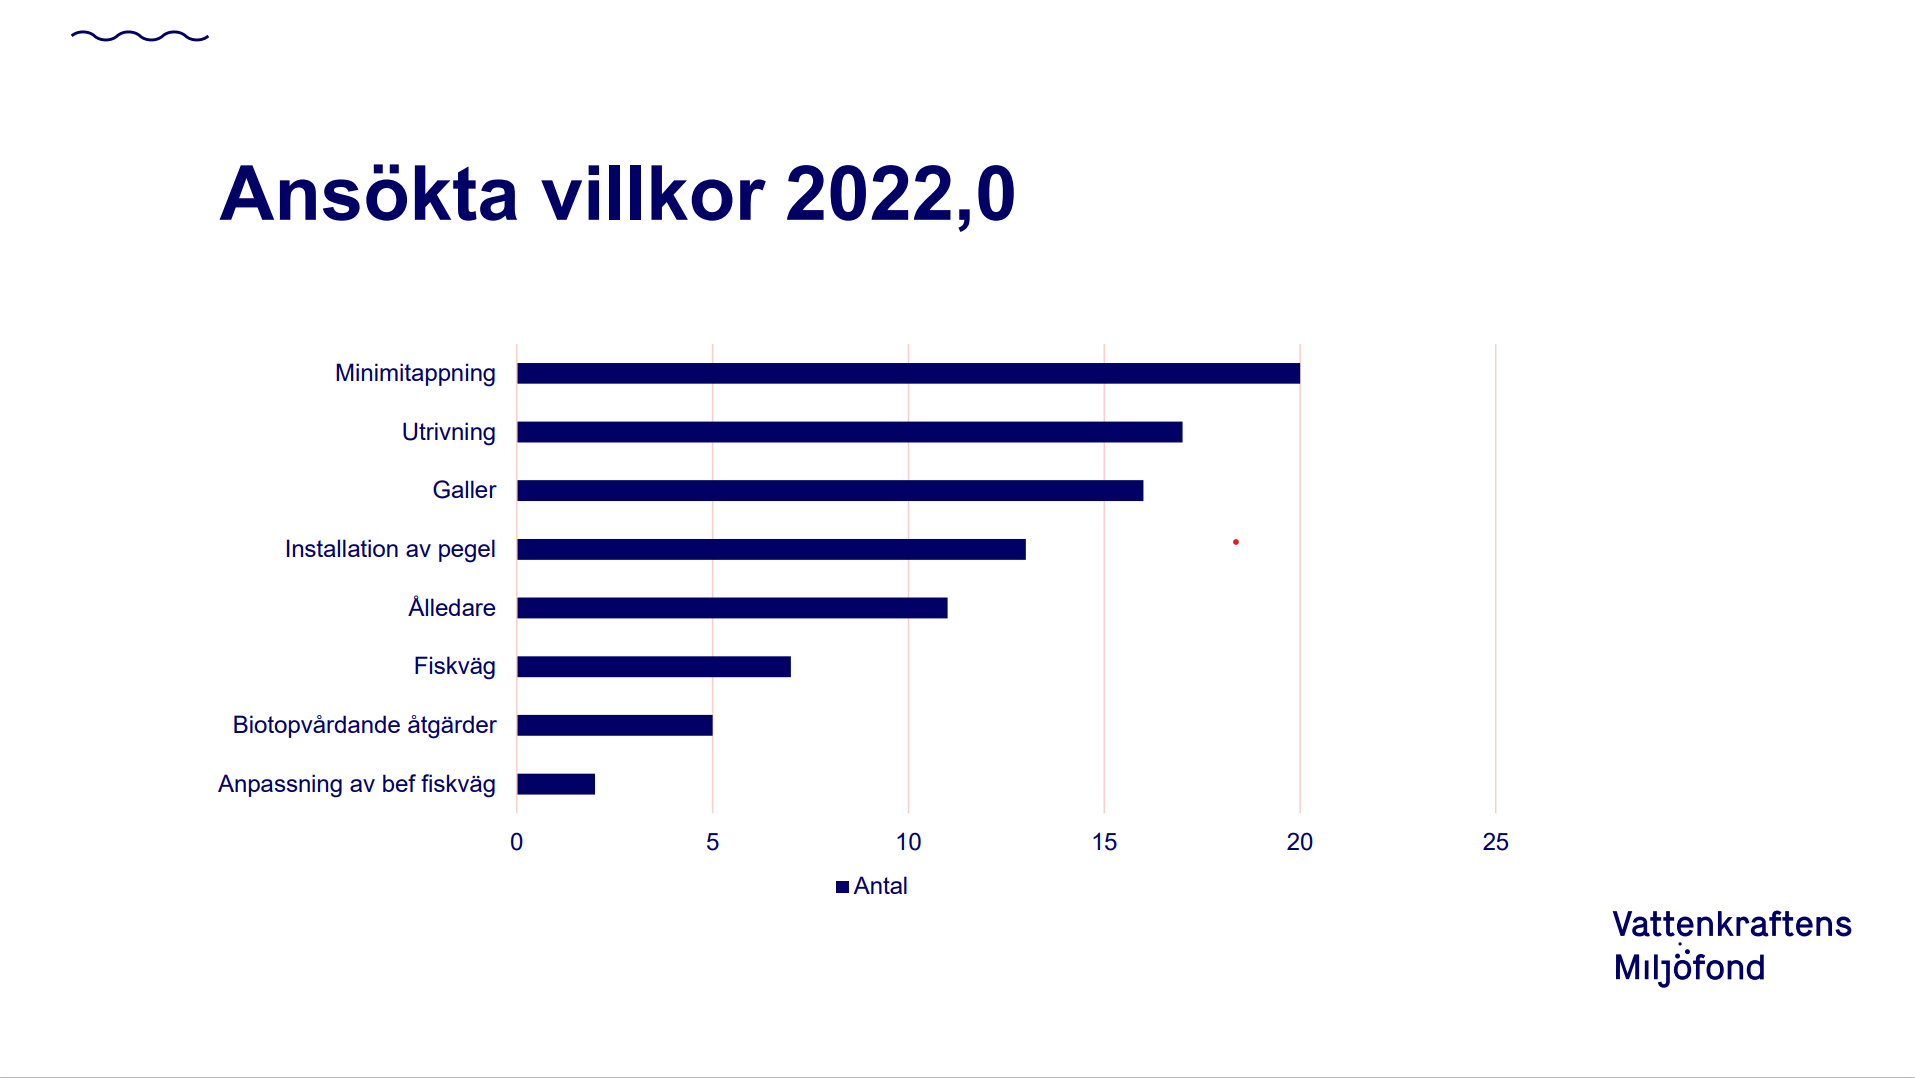 Ansökta villkor 2022,0
Minimitappning
Utrivning
Galler
Installation av pegel
Ålledare
Fiskväg
Biotopvårdande åtgärder
Anpassning av bef fiskväg
0 5 10 15 20 25
Antal
Vattenkraftens
Miljöfond